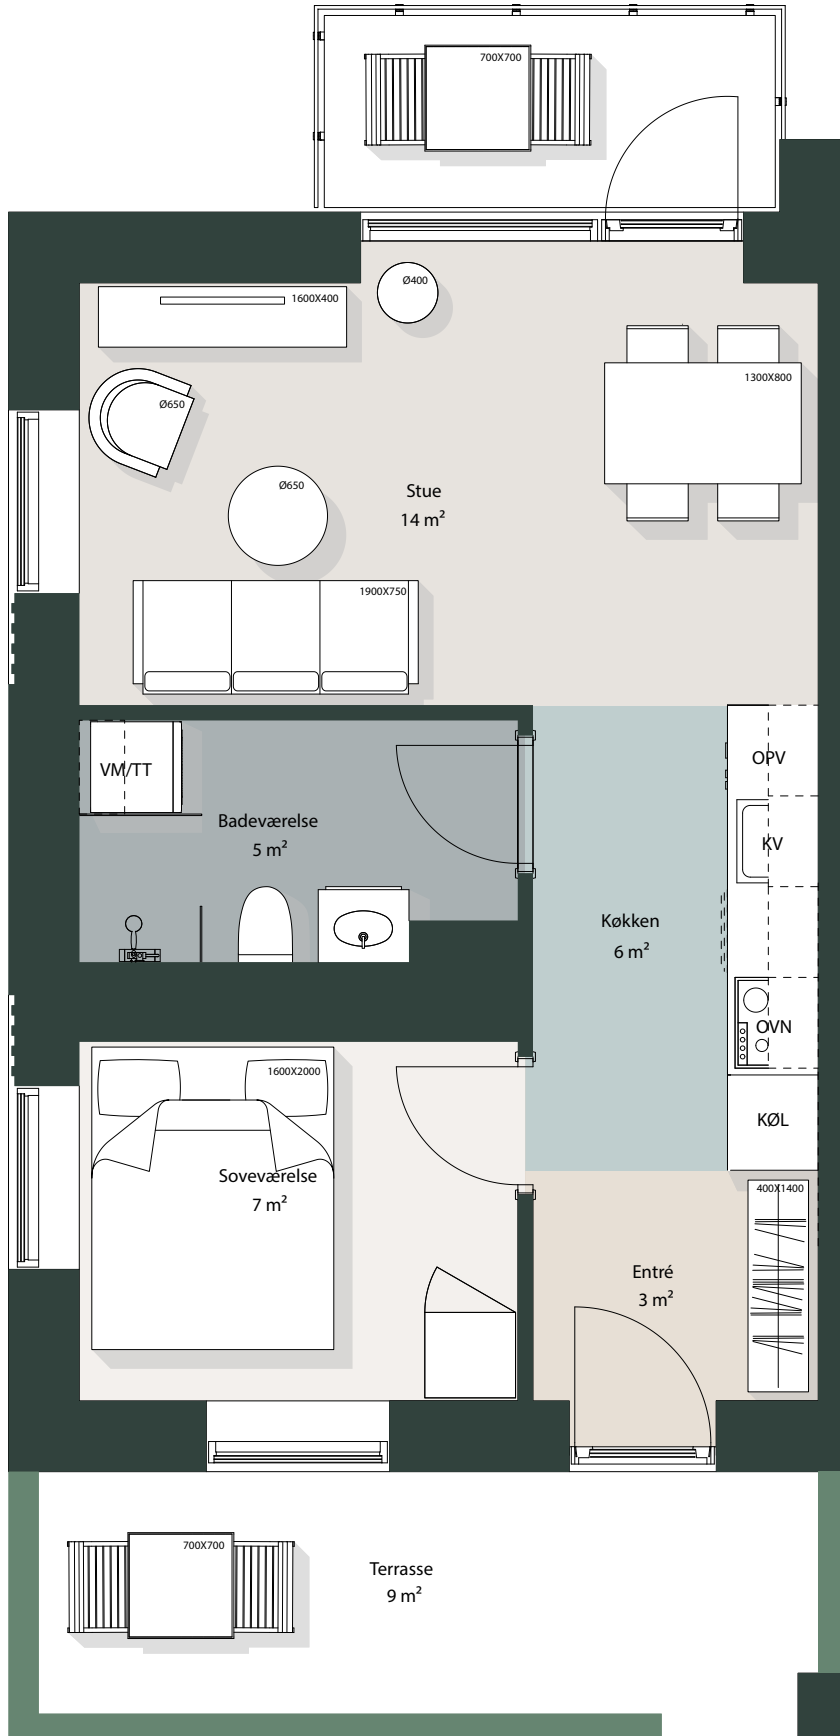 700X700
1600X400
Ø400
1300X800
Ø650
Ø650
Stue
14 m²
1900X750
VM/TT
OPV
Badeværelse
5 m²
KV
Køkken
6 m²
OVN
1600X2000
KØL
Soveværelse
7 m²
400X1400
Entré
3 m²
700X700
Terrasse
9 m²